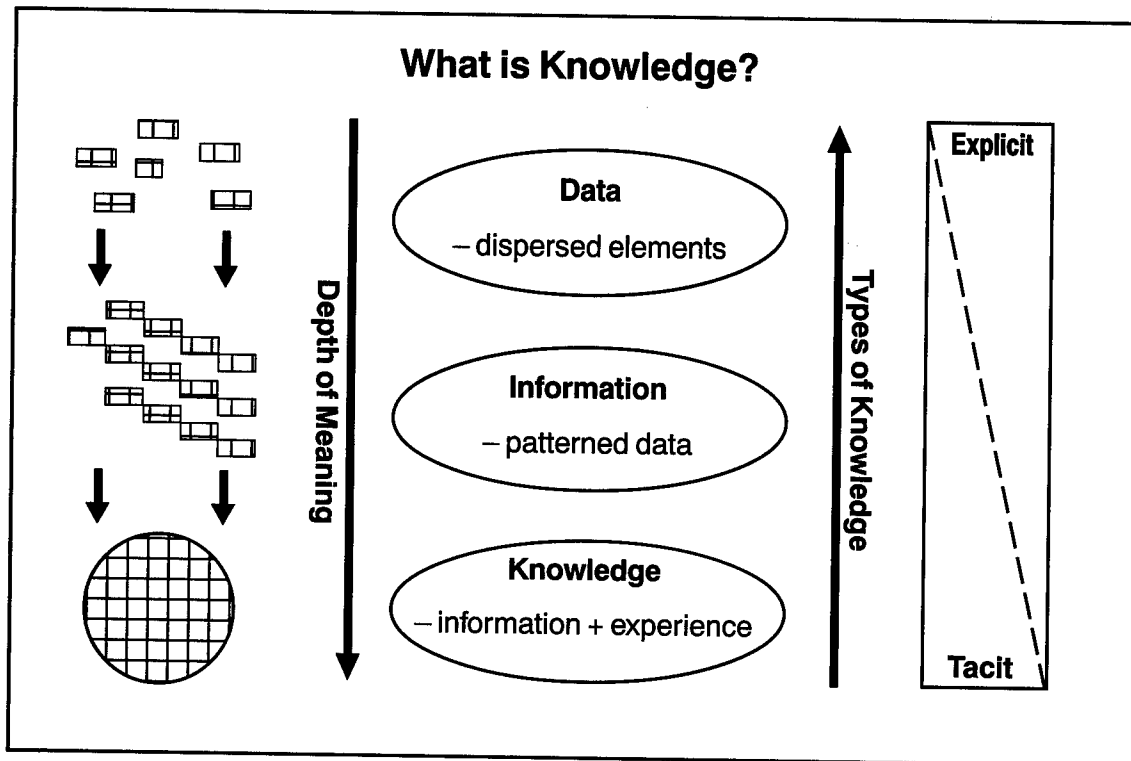 What is Knowledge?
Data
– dispersed elements
Information
– patterned data
Knowledge
– information + experience
Depth of Meaning
Types of Knowledge
Explicit
Tacit